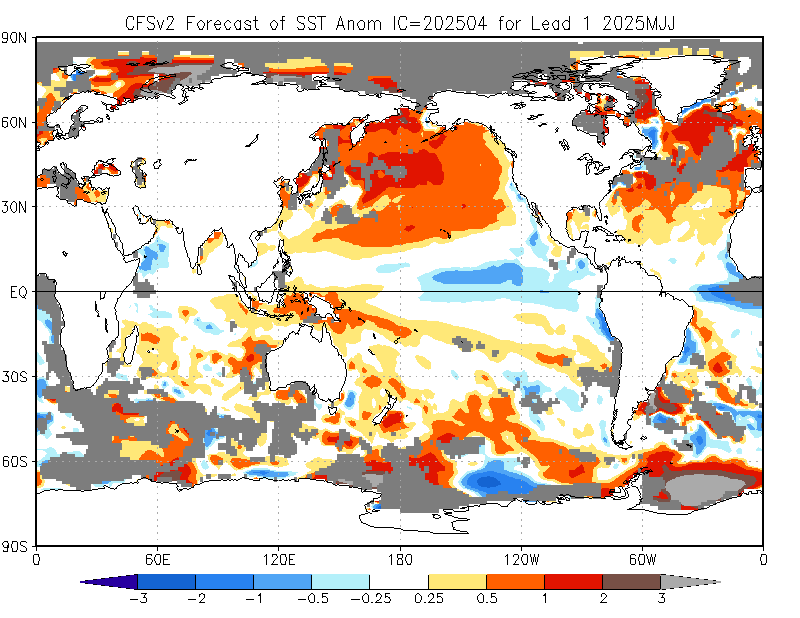 CFSv2 Forecast of SST Anom IC=202504 for Lead 1 2025MJJ
90N
60N
30N
EQ
30S
60S
90S
0 60E 120E 180 120W 60W 0
-3 -2 -1 -0.5 -0.25 0.25 0.5 1 2 3